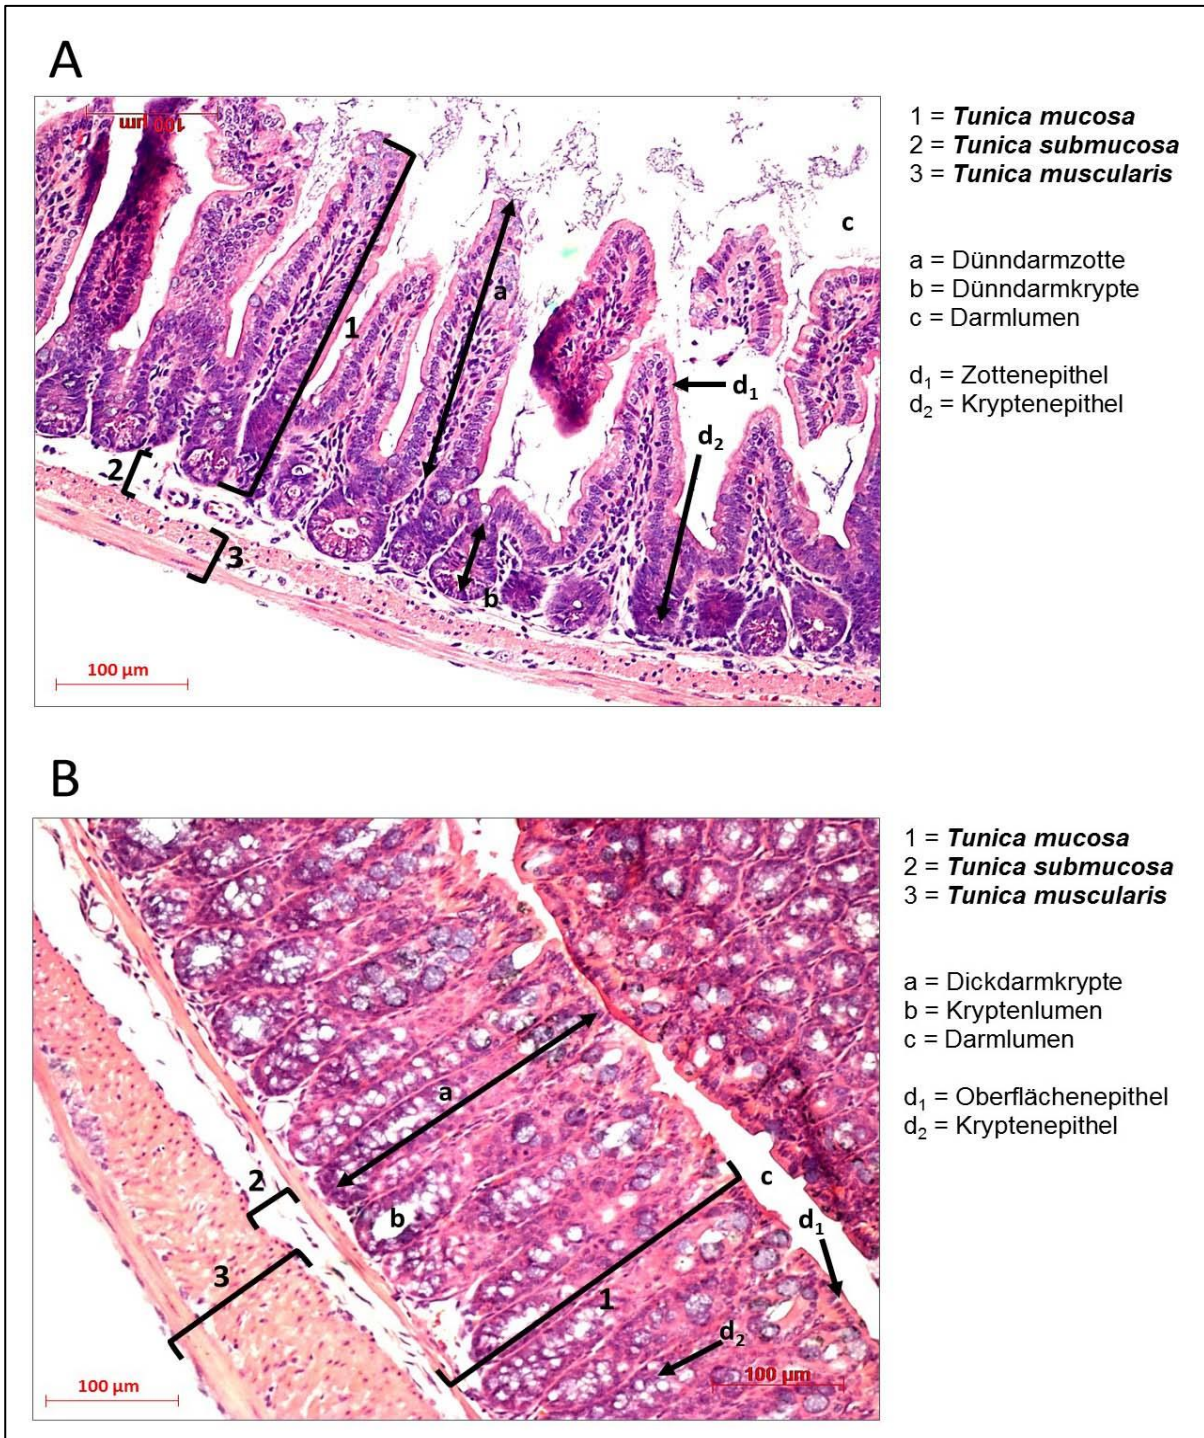 A
100 µm
1 = Tunica mucosa
2 = Tunica submucosa
3 = Tunica muscularis
c
a = Dünndarmzotte
b = Dünndarmkrypte
c = Darmlumen
a
1
d₁
d₁ = Zottenepithel
d₂ = Kryptenepithel
d₂
2
3
b
100 µm
B
1 = Tunica mucosa
2 = Tunica submucosa
3 = Tunica muscularis
a = Dickdarmkrypte
b = Kryptenlumen
c = Darmlumen
a
d₁ = Oberflächenepithel
d₂ = Kryptenepithel
2
c
b
d₁
3
1
d₂
100 µm
100 µm